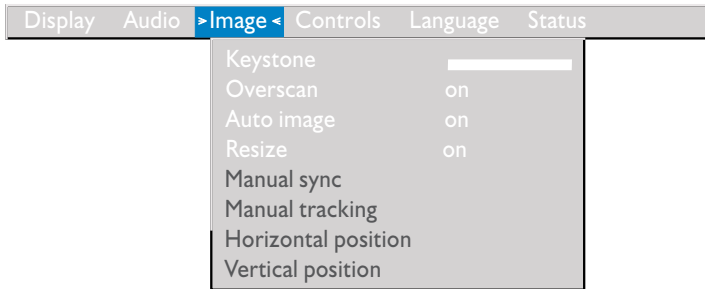 Display Audio >Image< Controls Language Status
Keystone
Overscan on
Auto image on
Resize on
Manual sync
Manual tracking
Horizontal position
Vertical position